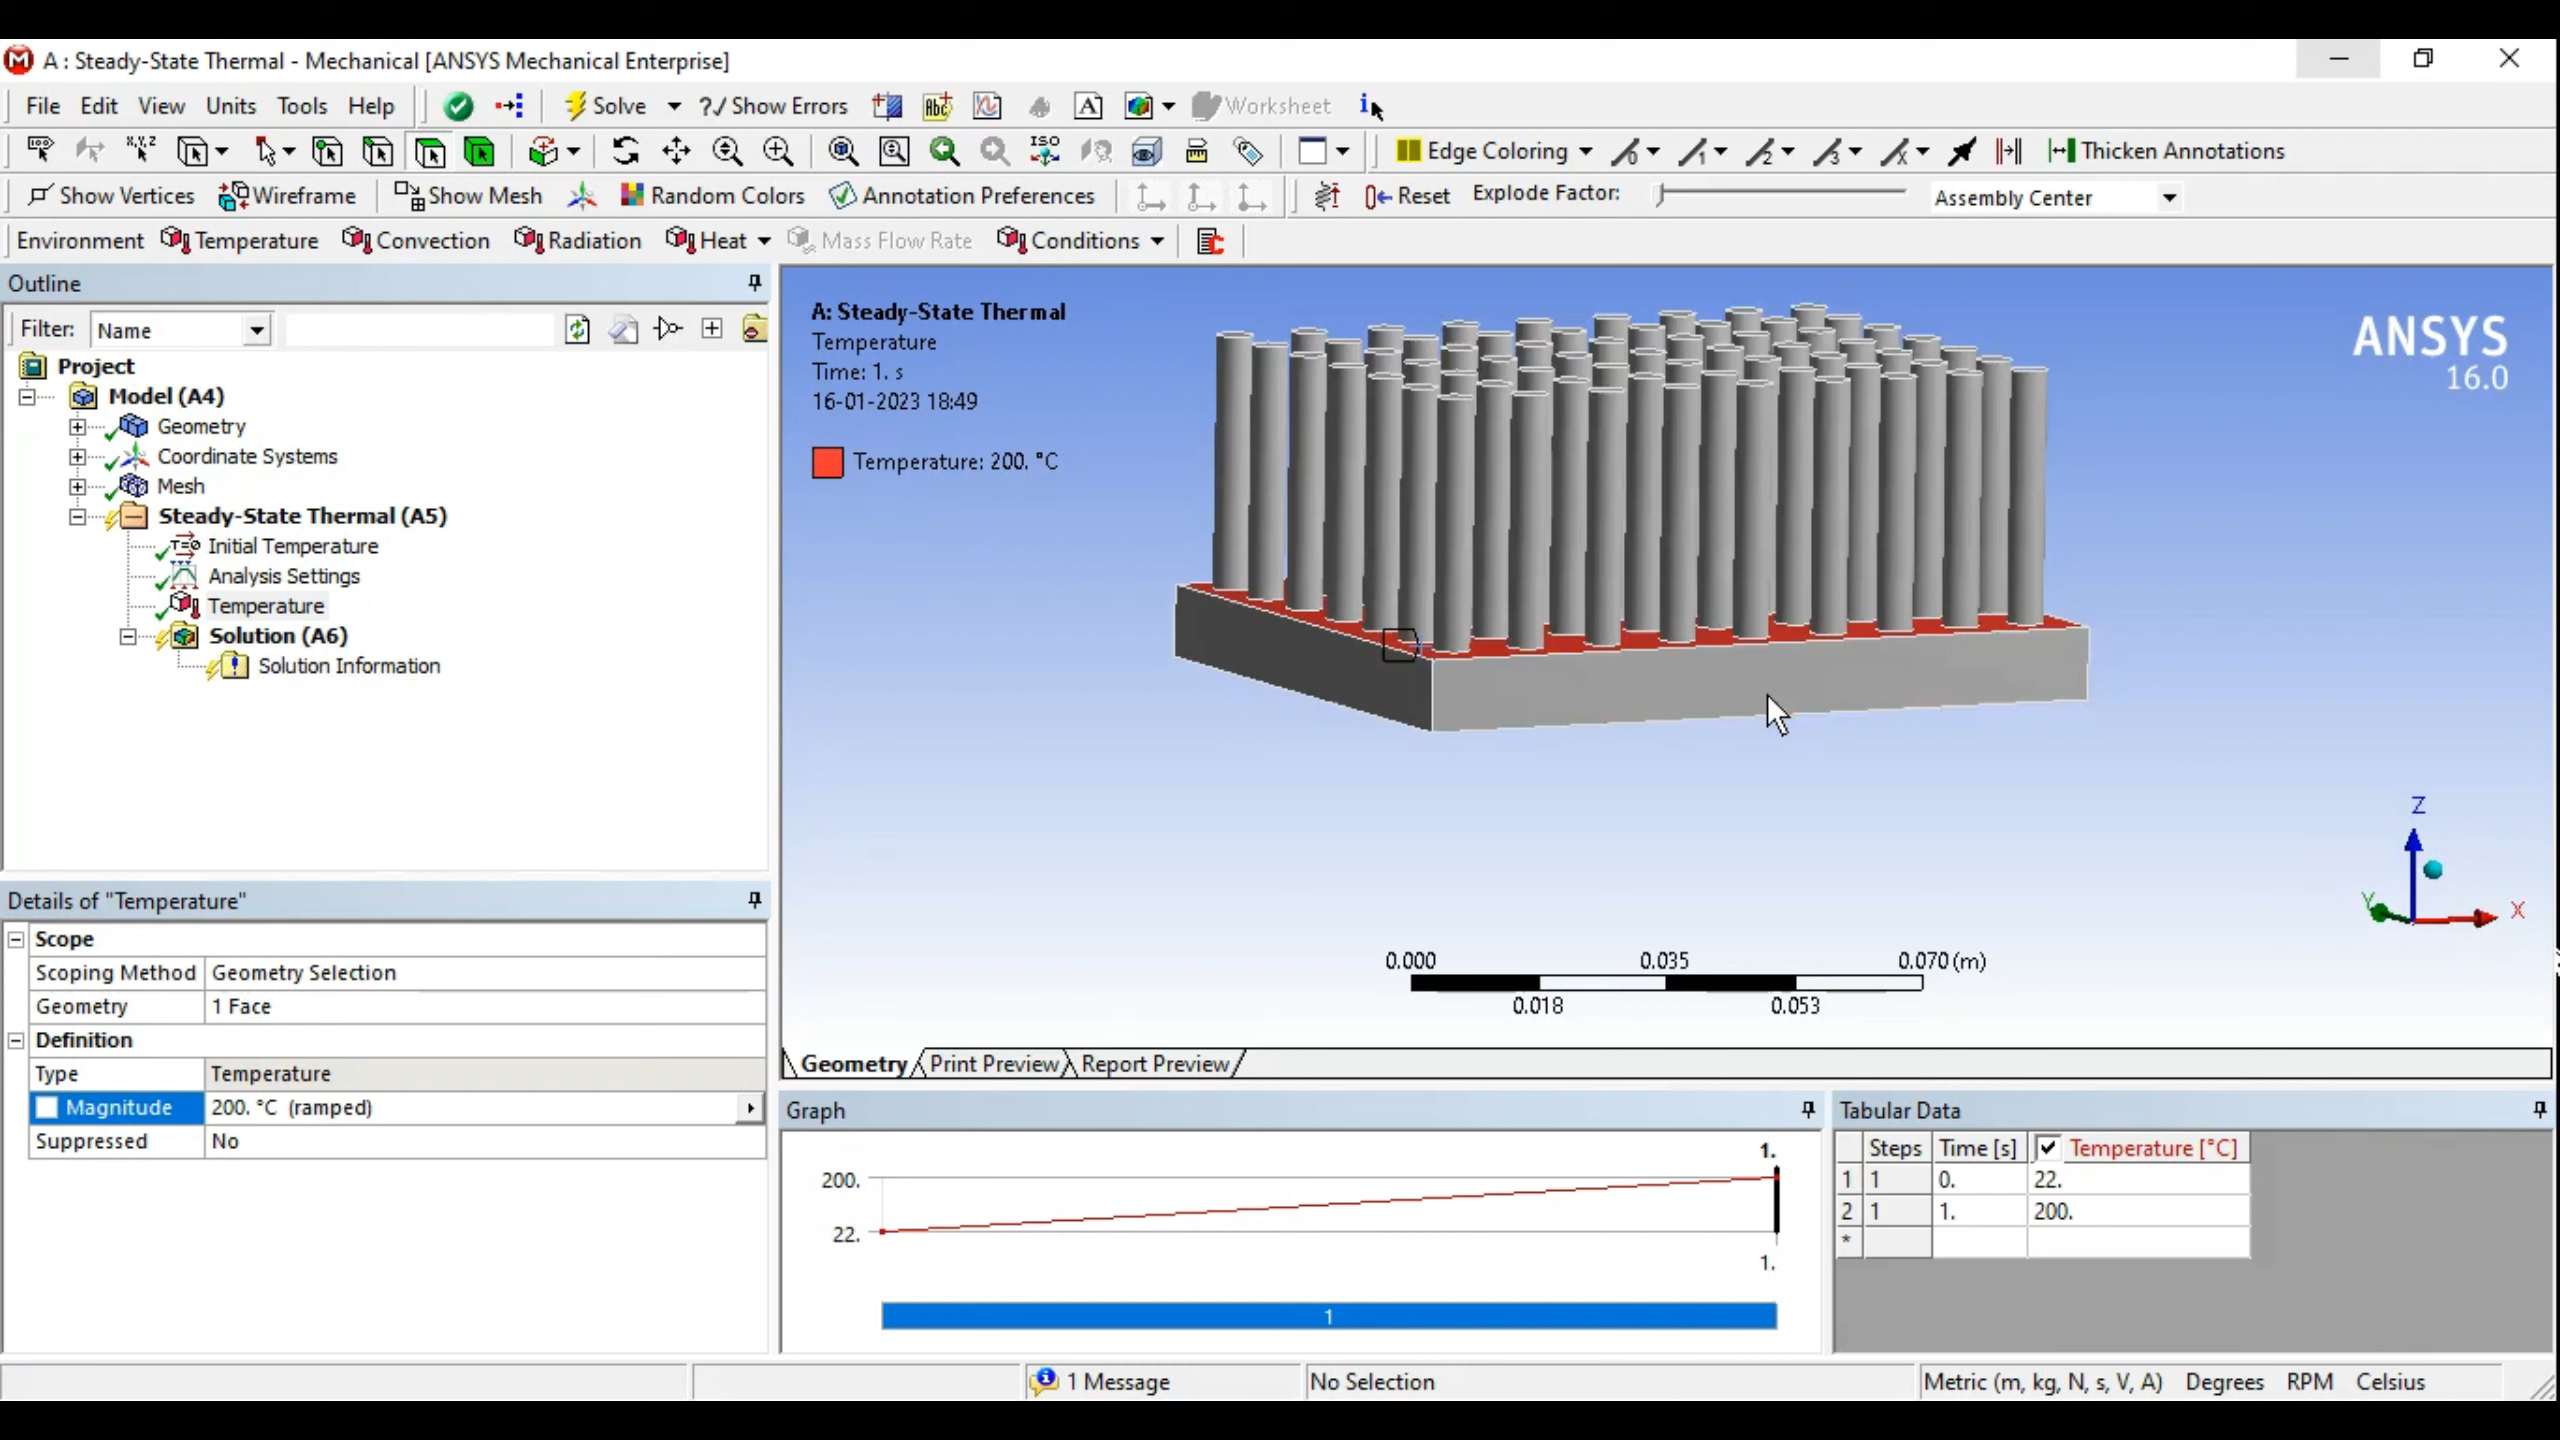 A : Steady-State Thermal - Mechanical [ANSYS Mechanical Enterprise]
File Edit View Units Tools Help Solve ?/ Show Errors Worksheet
Edge Coloring Thicken Annotations
Show Vertices Wireframe Show Mesh Random Colors Annotation Preferences Reset Explode Factor: Assembly Center
Environment Temperature Convection Radiation Heat Mass Flow Rate Conditions
Outline
Filter: Name
Project
Model (A4)
Geometry
Coordinate Systems
Mesh
Steady-State Thermal (A5)
Initial Temperature
Analysis Settings
Temperature
Solution (A6)
Solution Information
Details of "Temperature"
Scope
Scoping Method Geometry Selection
Geometry 1 Face
Definition
Type Temperature
Magnitude 200. °C (ramped)
Suppressed No
A: Steady-State Thermal
Temperature
Time: 1. s
16-01-2023 18:49
Temperature: 200. °C
ANSYS
16.0
Z
Y
X
0.000 0.035 0.070 (m)
0.018 0.053
Geometry Print Preview Report Preview
Graph
1.
200.
22.
1.
1
Tabular Data
Steps Time [s] Temperature [°C]
1 1 0. 22.
2 1 1. 200.
*
1 Message No Selection Metric (m, kg, N, s, V, A) Degrees RPM Celsius